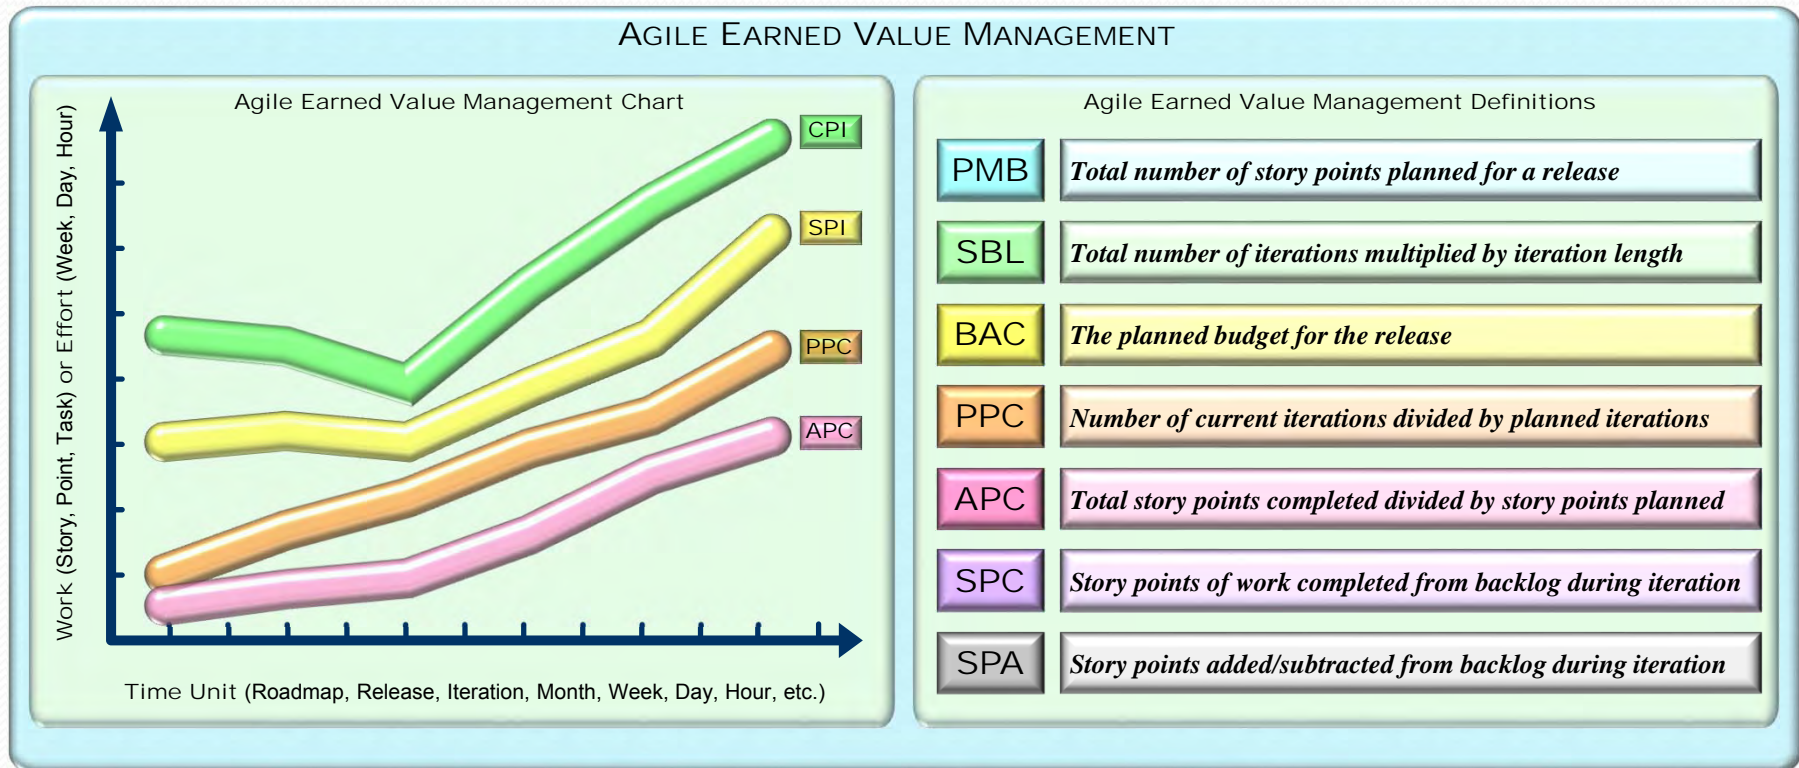 AGILE EARNED VALUE MANAGEMENT
Agile Earned Value Management Chart
Work (Story, Point, Task) or Effort (Week, Day, Hour)
CPI
SPI
PPC
APC
Time Unit (Roadmap, Release, Iteration, Month, Week, Day, Hour, etc.)
Agile Earned Value Management Definitions
PMB Total number of story points planned for a release
SBL Total number of iterations multiplied by iteration length
BAC The planned budget for the release
PPC Number of current iterations divided by planned iterations
APC Total story points completed divided by story points planned
SPC Story points of work completed from backlog during iteration
SPA Story points added/subtracted from backlog during iteration